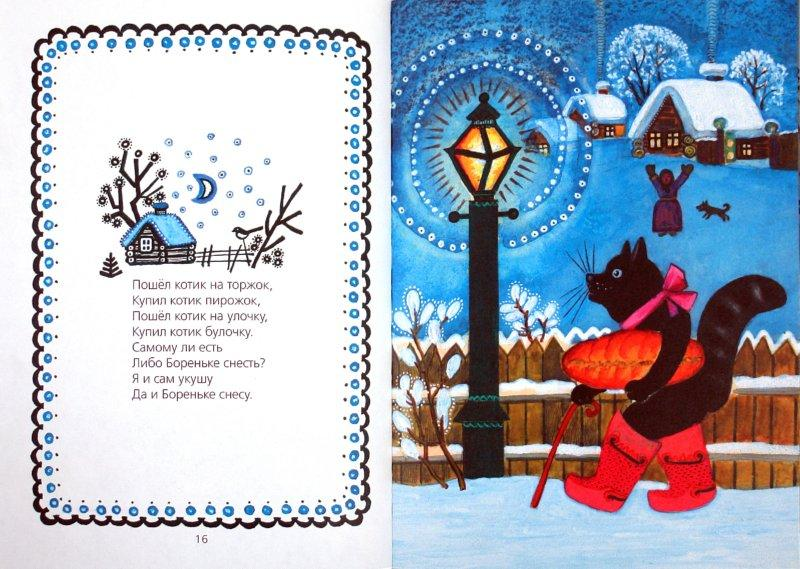 Пошёл котик на торжок,
Купил котик пирожок,
Пошёл котик на улочку,
Купил котик булочку.
Самому ли есть
Либо Бореньке снесть?
Я и сам укушу
Да и Бореньке снесу.
16